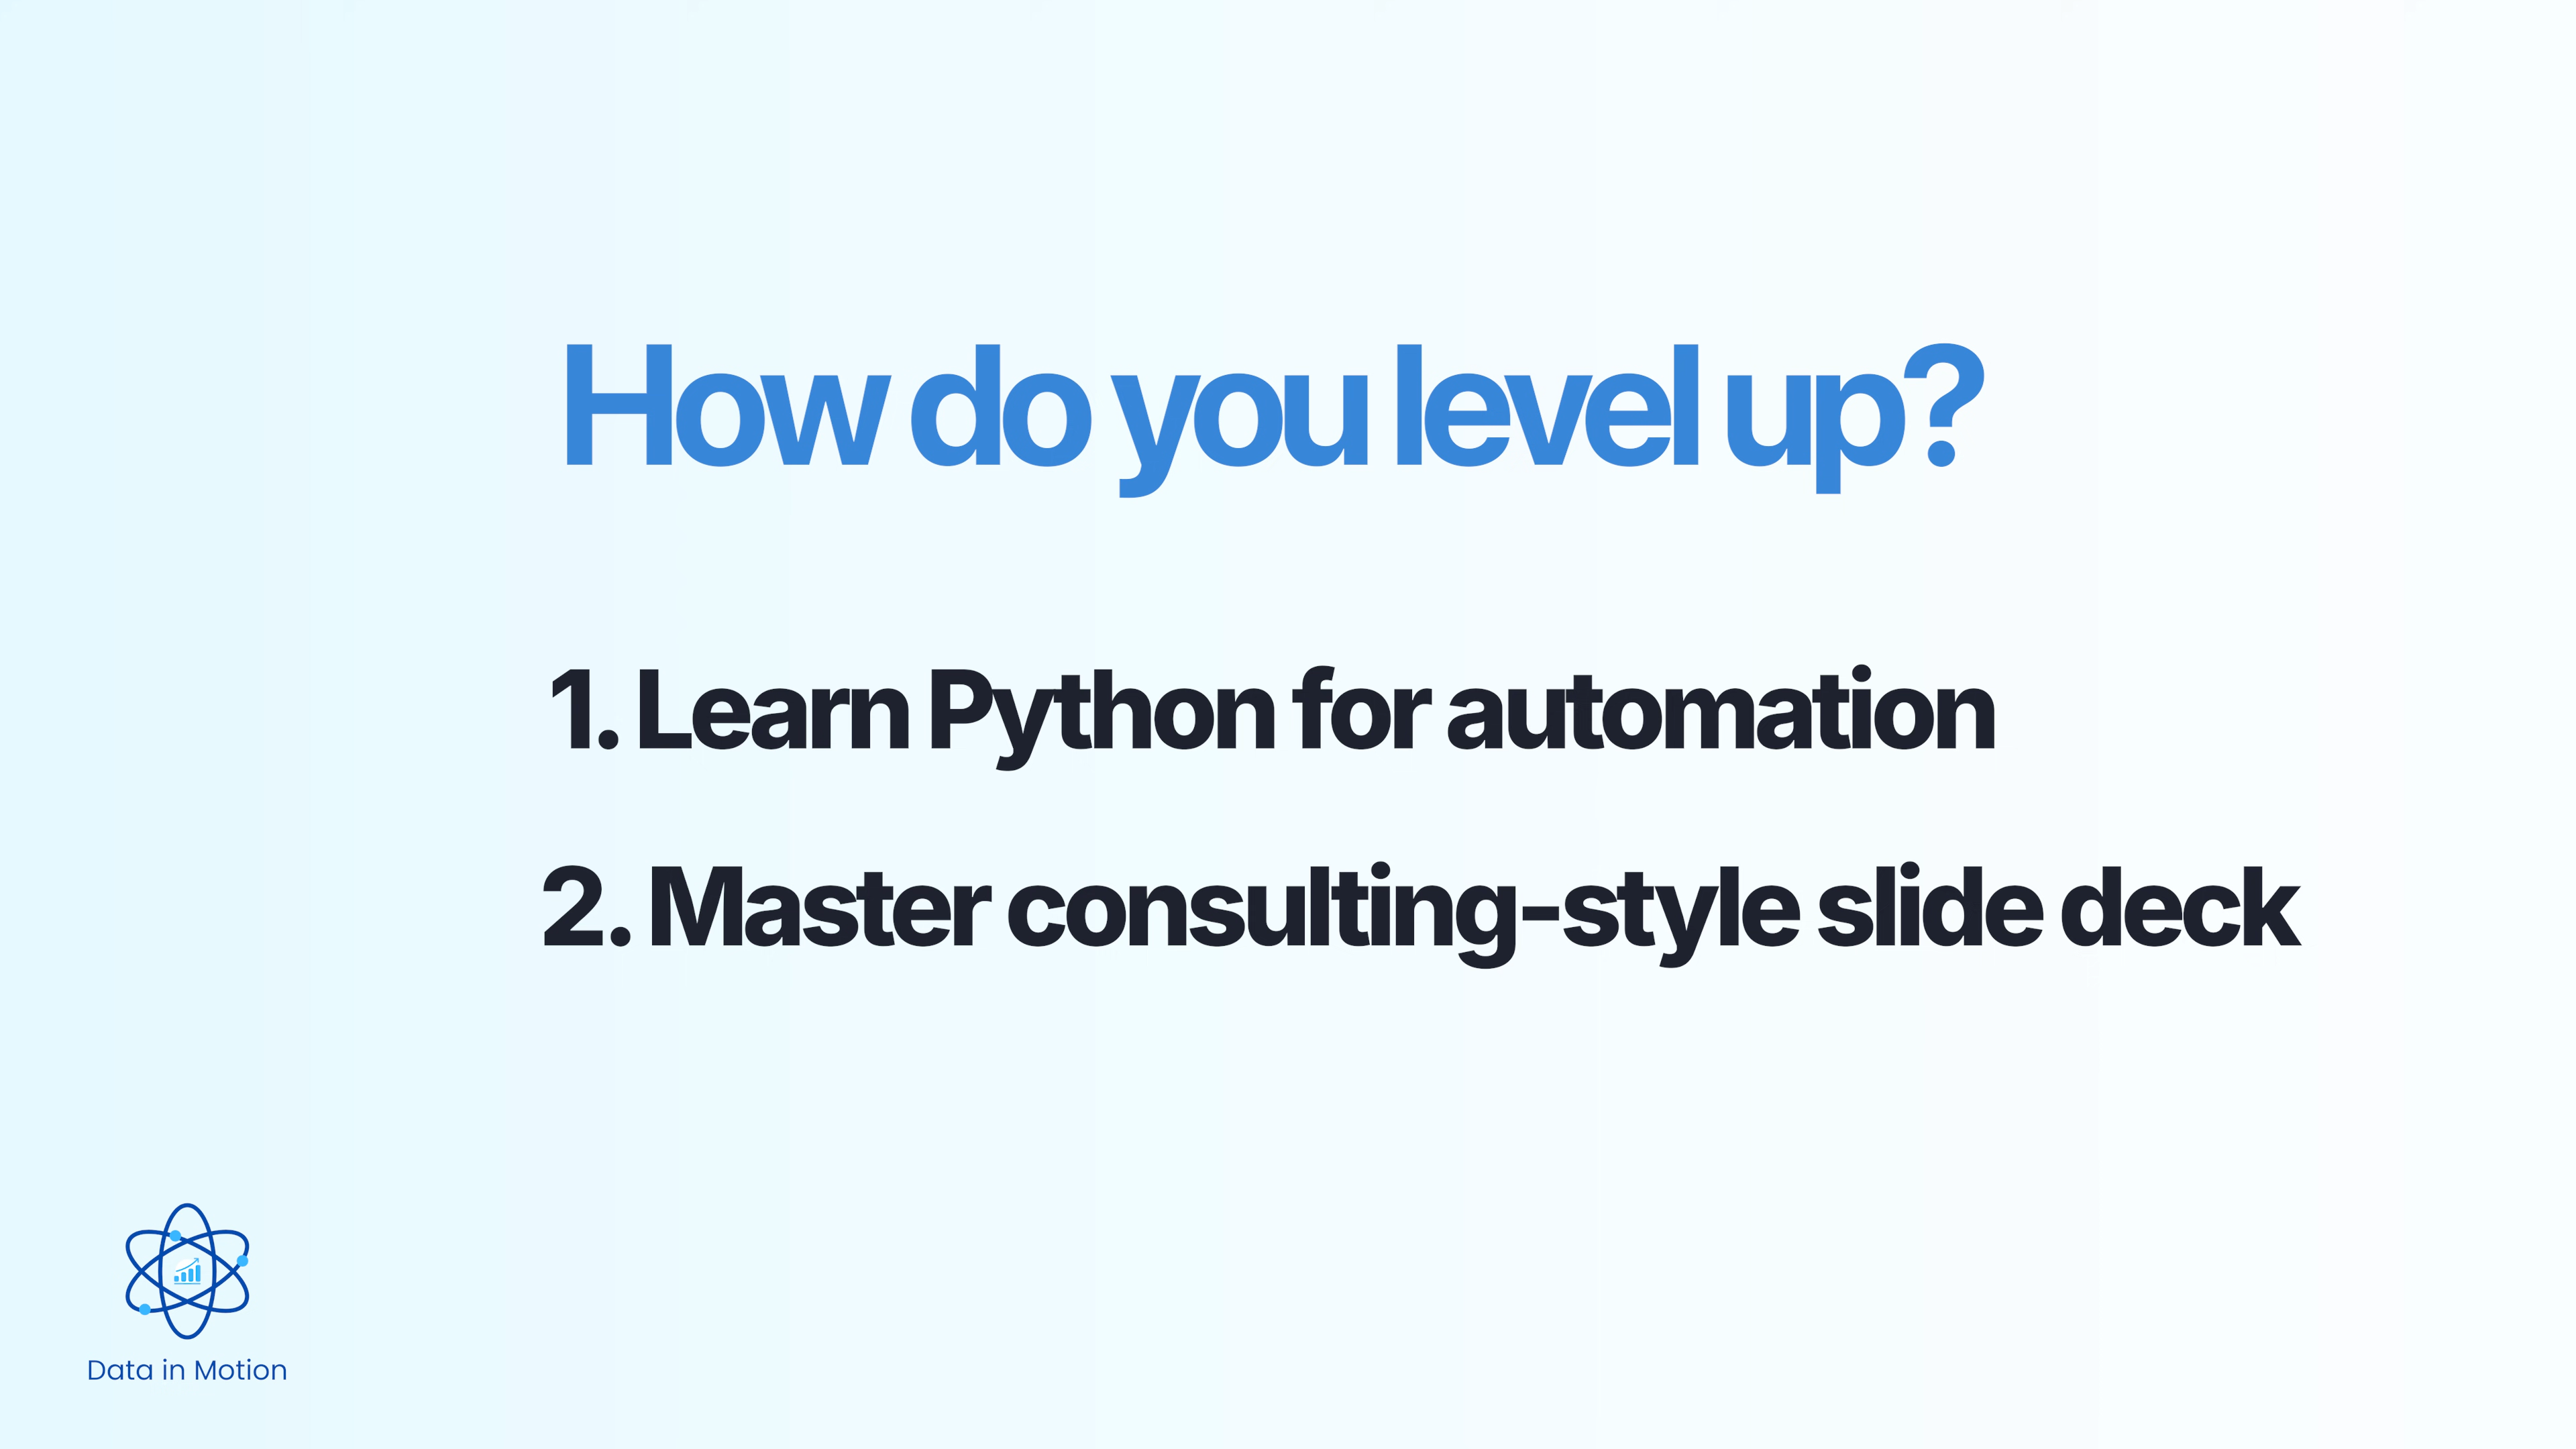 How do you level up?
1. Learn Python for automation
2. Master consulting-style slide deck
Data in Motion